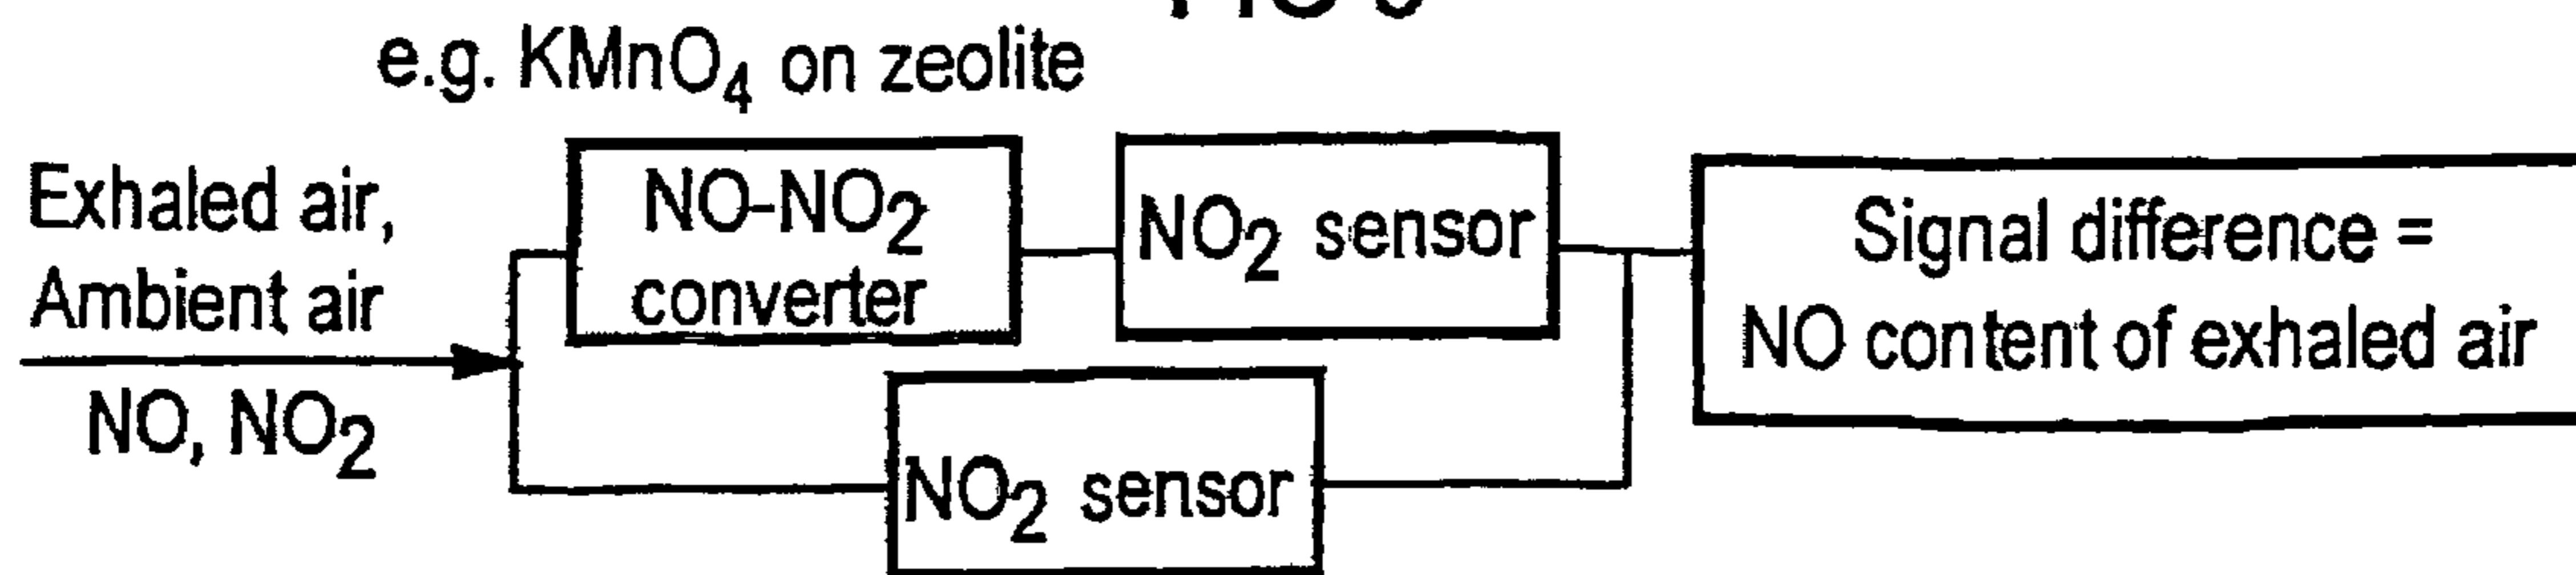 e.g. KMnO₄ on zeolite
Exhaled air,
Ambient air
NO, NO₂
NO-NO₂
converter
NO₂ sensor
NO₂ sensor
Signal difference =
NO content of exhaled air